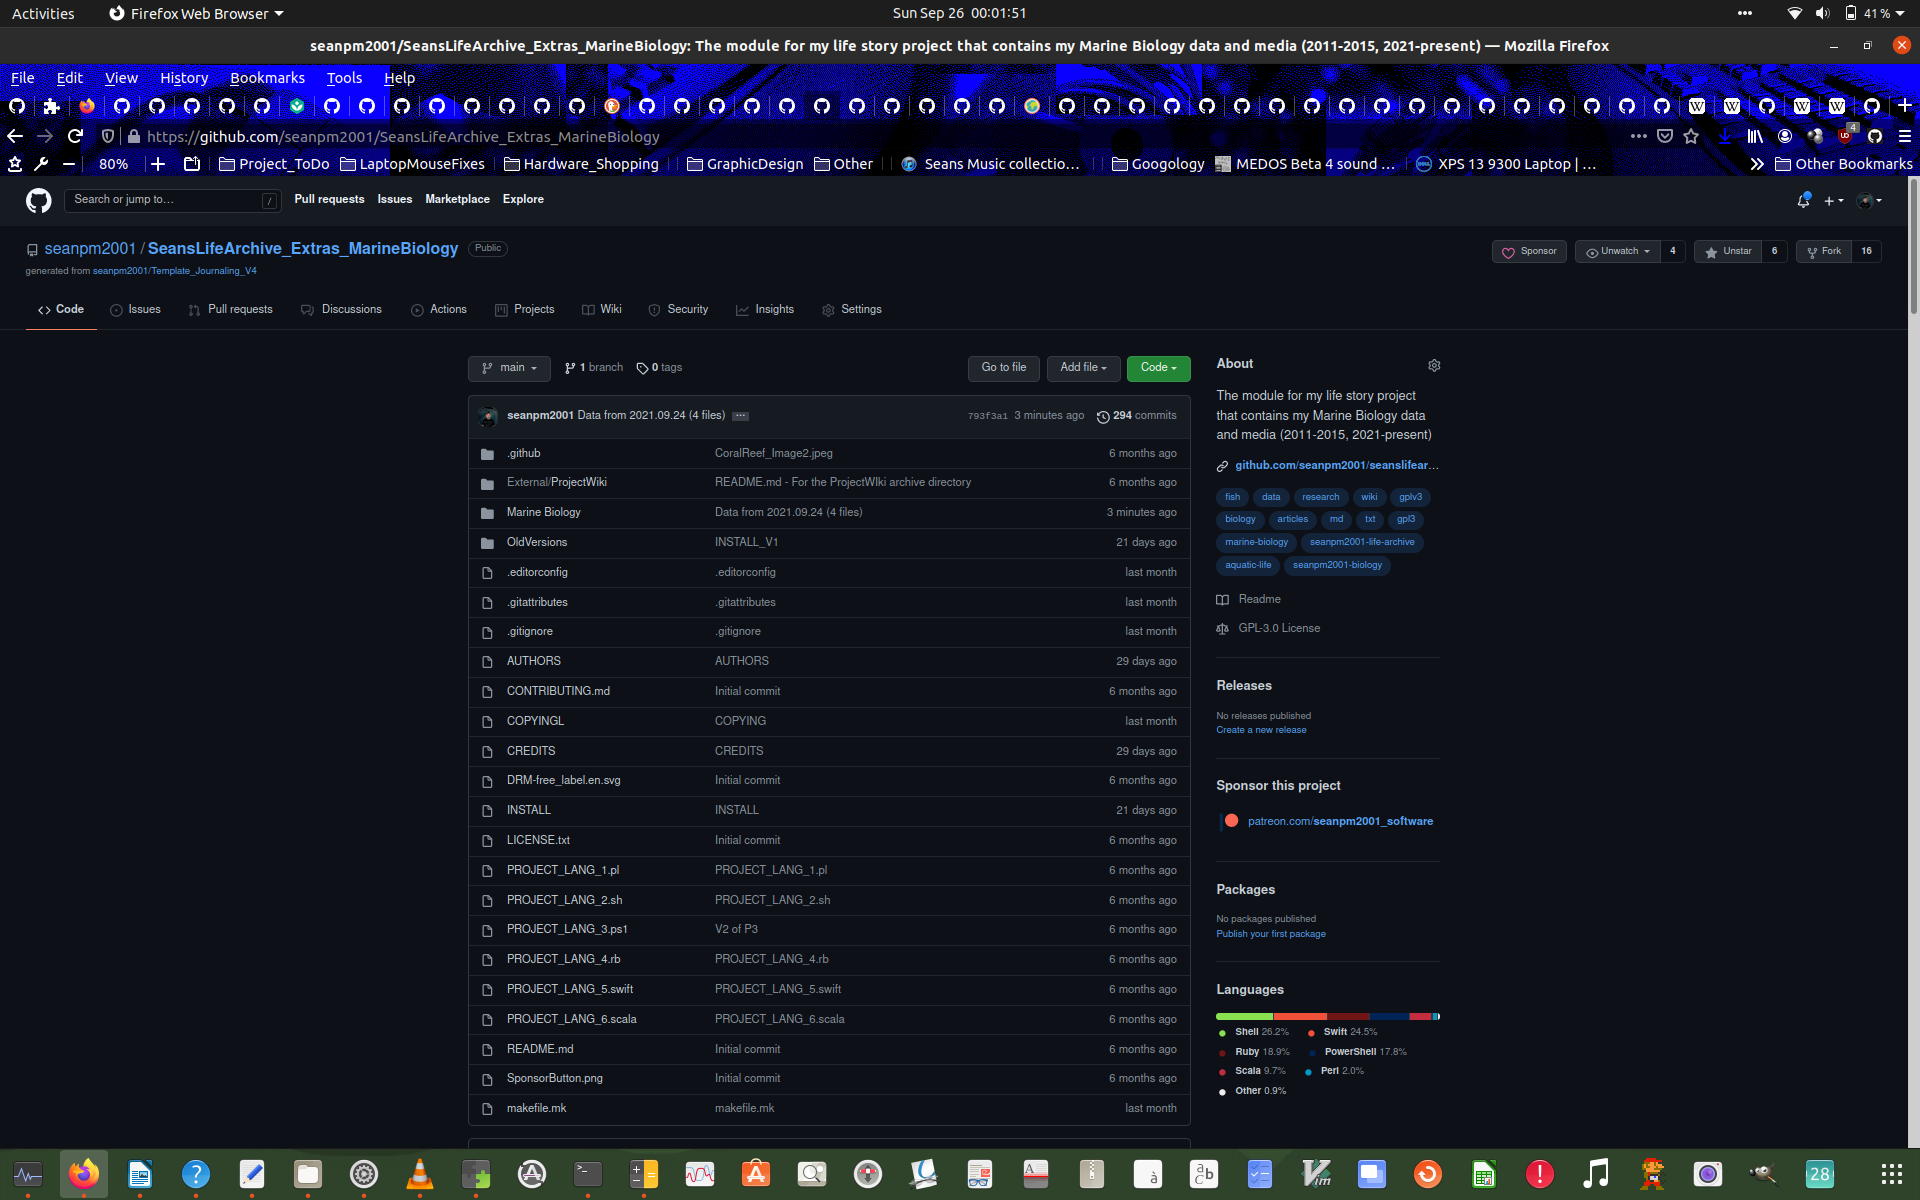 Activities Firefox Web Browser Sun Sep 26 00:01:51 41 %
seanpm2001/SeansLifeArchive_Extras_MarineBiology: The module for my life story project that contains my Marine Biology data and media (2011-2015, 2021-present) — Mozilla Firefox
File Edit View History Bookmarks Tools Help
https://github.com/seanpm2001/SeansLifeArchive_Extras_MarineBiology 4
80% Project_ToDo LaptopMouseFixes Hardware_Shopping GraphicDesign Other Seans Music collectio… Googology MEDOS Beta 4 sound … XPS 13 9300 Laptop | … Other Bookmarks
Search or jump to… / Pull requests Issues Marketplace Explore
seanpm2001 / SeansLifeArchive_Extras_MarineBiology Public Sponsor Unwatch 4 Unstar 6 Fork 16
generated from seanpm2001/Template_Journaling_V4
Code Issues Pull requests Discussions Actions Projects Wiki Security Insights Settings
main 1 branch 0 tags Go to file Add file Code
seanpm2001 Data from 2021.09.24 (4 files) 793f3a1 3 minutes ago 294 commits
.github CoralReef_Image2.jpeg 6 months ago
External/ProjectWiki README.md - For the ProjectWIki archive directory 6 months ago
Marine Biology Data from 2021.09.24 (4 files) 3 minutes ago
OldVersions INSTALL_V1 21 days ago
.editorconfig .editorconfig last month
.gitattributes .gitattributes last month
.gitignore .gitignore last month
AUTHORS AUTHORS 29 days ago
CONTRIBUTING.md Initial commit 6 months ago
COPYINGL COPYING last month
CREDITS CREDITS 29 days ago
DRM-free_label.en.svg Initial commit 6 months ago
INSTALL INSTALL 21 days ago
LICENSE.txt Initial commit 6 months ago
PROJECT_LANG_1.pl PROJECT_LANG_1.pl 6 months ago
PROJECT_LANG_2.sh PROJECT_LANG_2.sh 6 months ago
PROJECT_LANG_3.ps1 V2 of P3 6 months ago
PROJECT_LANG_4.rb PROJECT_LANG_4.rb 6 months ago
PROJECT_LANG_5.swift PROJECT_LANG_5.swift 6 months ago
PROJECT_LANG_6.scala PROJECT_LANG_6.scala 6 months ago
README.md Initial commit 6 months ago
SponsorButton.png Initial commit 6 months ago
makefile.mk makefile.mk last month
About
The module for my life story project
that contains my Marine Biology data
and media (2011-2015, 2021-present)
github.com/seanpm2001/seanslifear…
fish data research wiki gplv3
biology articles md txt gpl3
marine-biology seanpm2001-life-archive
aquatic-life seanpm2001-biology
Readme
GPL-3.0 License
Releases
No releases published
Create a new release
Sponsor this project
patreon.com/seanpm2001_software
Packages
No packages published
Publish your first package
Languages
Shell 26.2% Swift 24.5%
Ruby 18.9% PowerShell 17.8%
Scala 9.7% Perl 2.0%
Other 0.9%
28